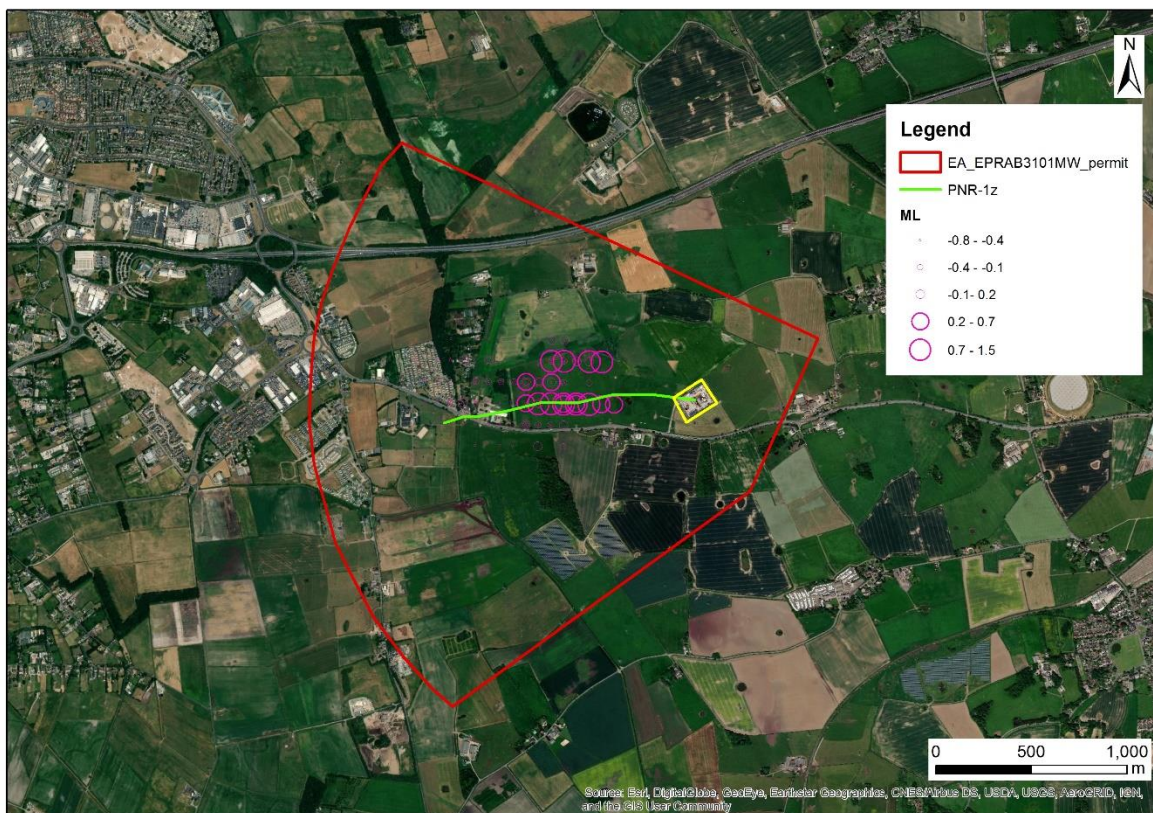 N
Legend
EA_EPRAB3101MW_permit
PNR-1z
ML
-0.8 - -0.4
-0.4 - -0.1
-0.1 - 0.2
0.2 - 0.7
0.7 - 1.5
0 500 1,000
m
Source: Esri, DigitalGlobe, GeoEye, Earthstar Geographics, CNES/Airbus DS, USDA, USGS, AeroGRID, IGN,
and the GIS User Community